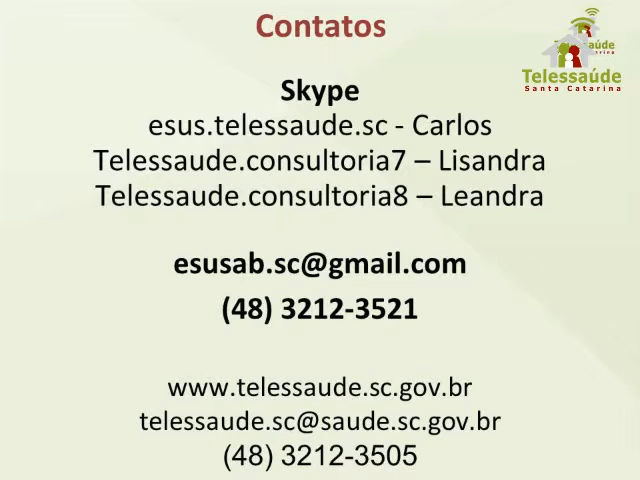 Contatos
Telessaúde
Santa Catarina
Skype
esus.telessaude.sc - Carlos
Telessaude.consultoria7 – Lisandra
Telessaude.consultoria8 – Leandra
esusab.sc@gmail.com
(48) 3212-3521
www.telessaude.sc.gov.br
telessaude.sc@saude.sc.gov.br
(48) 3212-3505